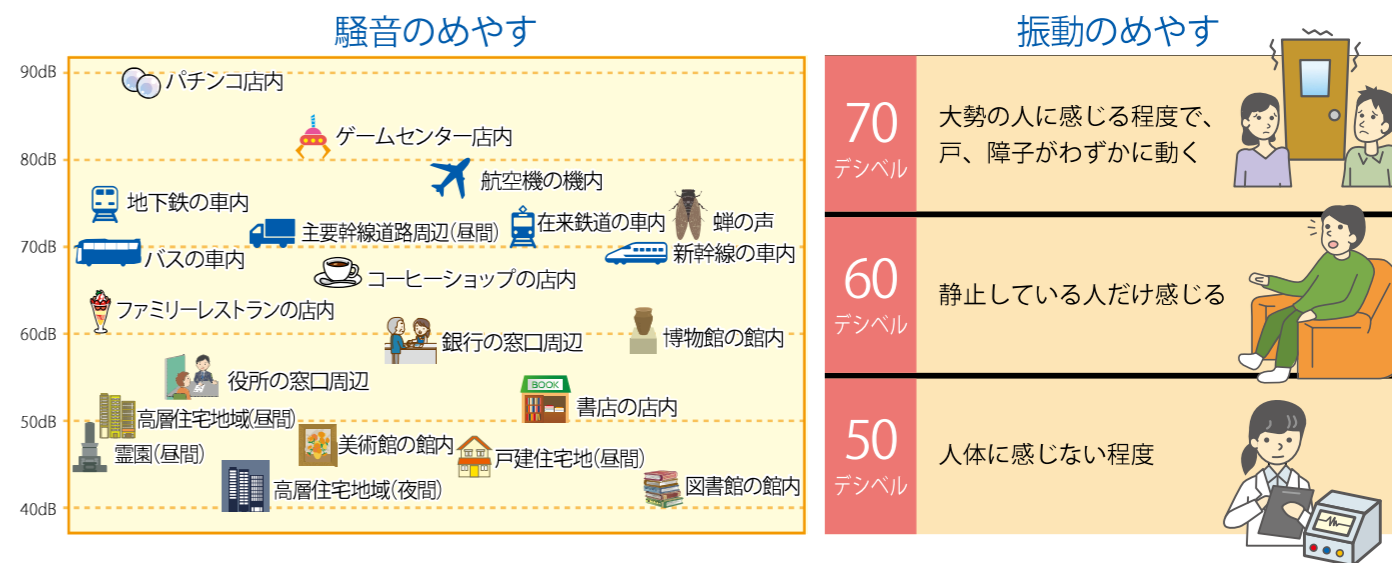 騒音のめやす
90dB
パチンコ店内
ゲームセンター店内
80dB
航空機の機内
地下鉄の車内
主要幹線道路周辺(昼間)
在来鉄道の車内
蝉の声
70dB
バスの車内
新幹線の車内
コーヒーショップの店内
ファミリーレストランの店内
60dB
銀行の窓口周辺
博物館の館内
役所の窓口周辺
BOOK
書店の店内
高層住宅地域(昼間)
50dB
霊園(昼間)
美術館の館内
戸建住宅地(昼間)
高層住宅地域(夜間)
図書館の館内
40dB
振動のめやす
70
デシベル
大勢の人に感じる程度で、
戸、障子がわずかに動く
60
デシベル
静止している人だけ感じる
50
デシベル
人体に感じない程度